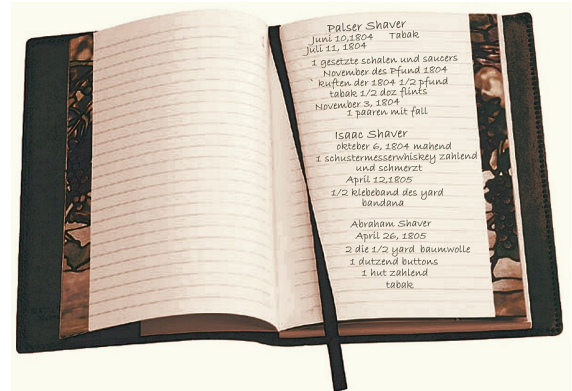 Palser Shaver
Juni 10,1804 Tabak
Juli 11, 1804
1 gesetzte schalen und saucers
November des Pfund 1804
` kuften der 1804 1/2 pfund
tabak 1/2 doz flints
November 3, 1804
1 paaren mit fall
Isaac Shaver
oktober 6, 1804 mahend
1 schustermesserwhiskey zahlend
und schmerzt
April 12,1805
1/2 klebeband des yard
bandana
Abraham Shaver
April 26, 1805
2 die 1/2 yard baumwolle
1 dutzend buttons
1 hut zahlend
tabak